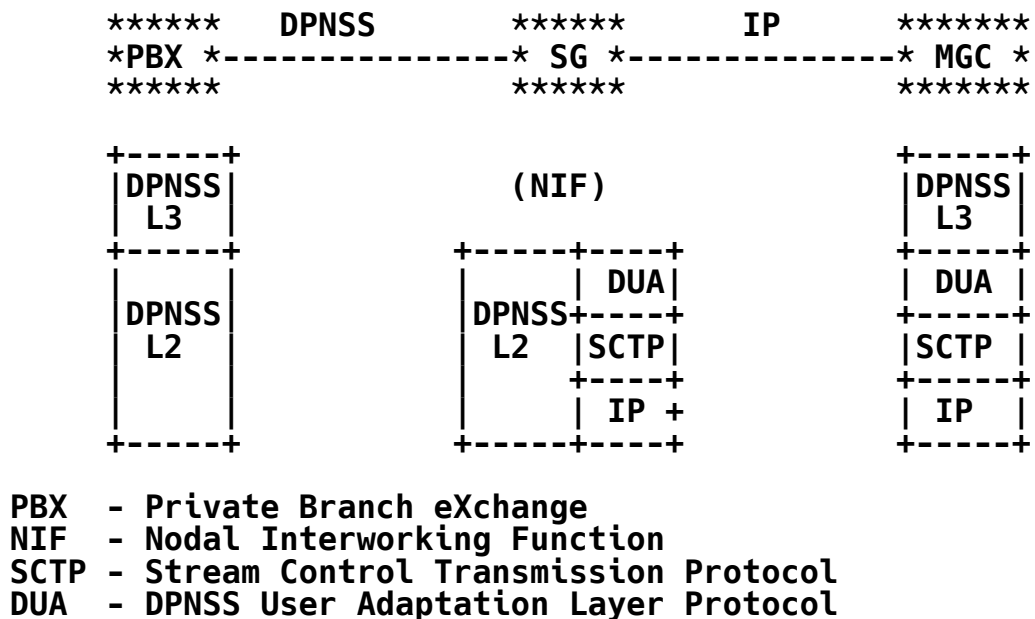 ******   DPNSS       ******      IP      *******
     *PBX *---------------* SG *--------------* MGC *
     ******               ******              *******

     +-----+                                  +-----+
     |DPNSS|              (NIF)               |DPNSS|
     | L3  |                                  | L3  |
     +-----+           +-----+----+           +-----+
     |     |           |     | DUA|           | DUA |
     |DPNSS|           |DPNSS+----+           +-----+
     | L2  |           | L2  |SCTP|           |SCTP |
     |     |           |     +----+           +-----+
     |     |           |     | IP +           | IP  |
     +-----+           +-----+----+           +-----+

PBX  - Private Branch eXchange
NIF  - Nodal Interworking Function
SCTP - Stream Control Transmission Protocol
DUA  - DPNSS User Adaptation Layer Protocol